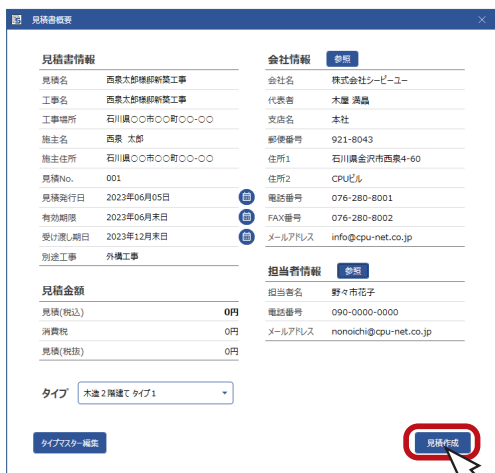 見積書概要
見積書情報
見積名 西泉太郎様邸新築工事
工事名 西泉太郎様邸新築工事
工事場所 石川県○○市○○町○○-○○
施主名 西泉 太郎
施主住所 石川県○○市○○町○○-○○
見積No. 001
見積発行日 2023年06月05日
有効期限 2023年06月末日
受け渡し期日 2023年12月末日
別途工事 外構工事
見積金額
見積(税込) 0円
消費税 0円
見積(税抜) 0円
タイプ 木造2階建て タイプ1
タイプマスター編集
会社情報 参照
会社名 株式会社シーピーユー
代表者 木屋 満晶
支店名 本社
郵便番号 921-8043
住所1 石川県金沢市西泉4-60
住所2 CPUビル
電話番号 076-280-8001
FAX番号 076-280-8002
メールアドレス info@cpu-net.co.jp
担当者情報 参照
担当者名 野々市花子
電話番号 090-0000-0000
メールアドレス nonoichi@cpu-net.co.jp
見積作成